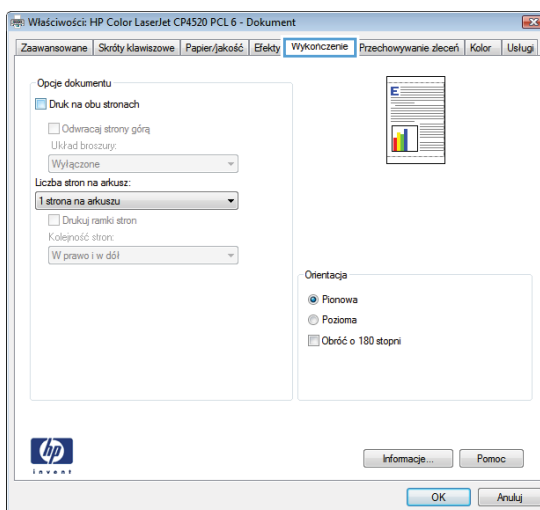 Właściwości: HP Color LaserJet CP4520 PCL 6 - Dokument
Zaawansowane Skróty klawiszowe Papier/jakość Efekty Wykończenie Przechowywanie zleceń Kolor Usługi
Opcje dokumentu
Druk na obu stronach
Odwracaj strony górą
Układ broszury:
Wyłączone
Liczba stron na arkusz:
1 strona na arkuszu
Drukuj ramki stron
Kolejność stron:
W prawo i w dół
E
Orientacja
Pionowa
Pozioma
Obróć o 180 stopni
hp
invent
Informacje... Pomoc
OK Anuluj